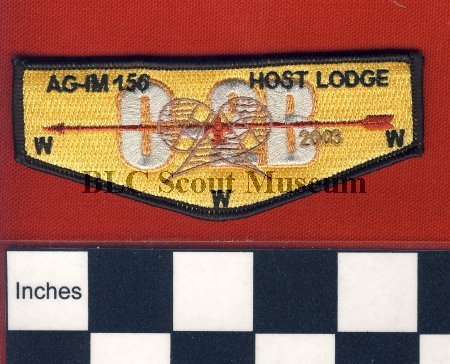 AG-IM 156 HOST LODGE
2003
W W
W
BLC Scout Museum
Inches